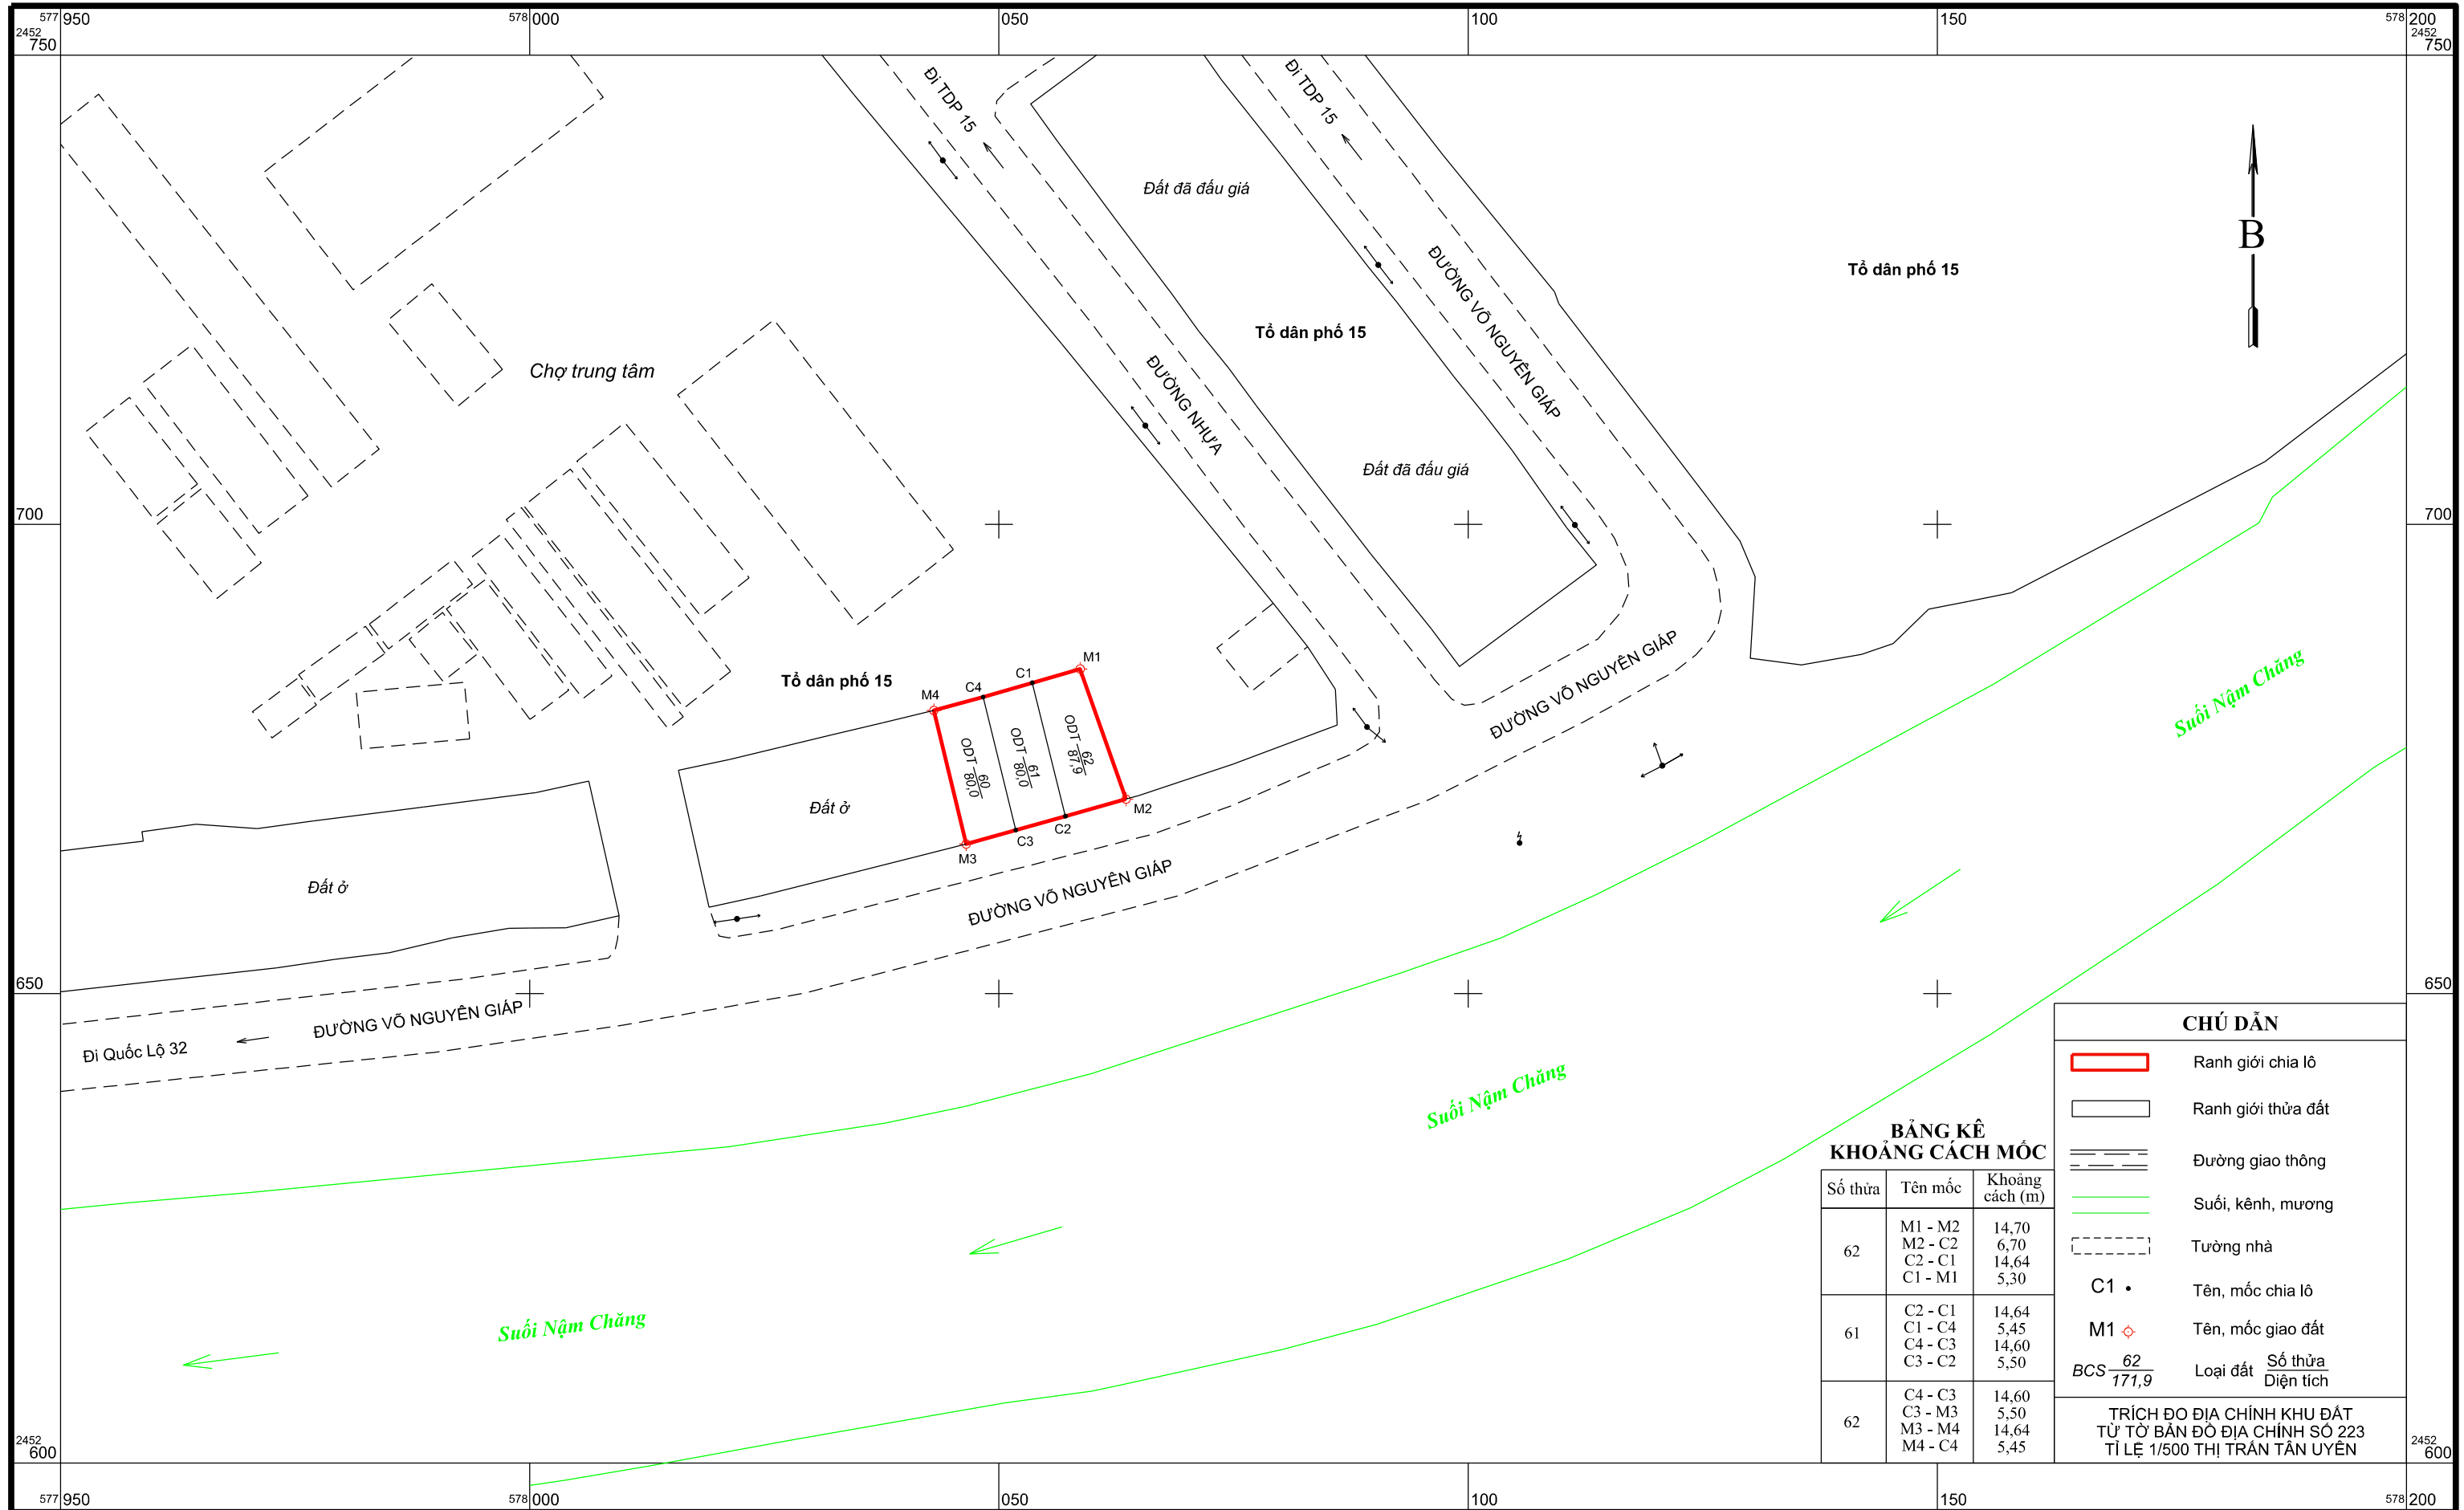 577 950
578 000
050
100
150
578 200
2452
750
2452
750
Đi TDP 15
Đi TDP 15
Đất đã đấu giá
B
Tổ dân phố 15
ĐƯỜNG VÕ NGUYÊN GIÁP
Tổ dân phố 15
Chợ trung tâm
ĐƯỜNG NHỰA
Đất đã đấu giá
700
700
ĐƯỜNG VÕ NGUYÊN GIÁP
Tổ dân phố 15
M1
C1
C4
M4
Suối Nậm Chăng
ODT 60
80,0
ODT 61
80,0
ODT 62
87,9
Đất ở
M2
C2
C3
M3
Đất ở
ĐƯỜNG VÕ NGUYÊN GIÁP
650
650
ĐƯỜNG VÕ NGUYÊN GIÁP
Đi Quốc Lộ 32
Suối Nậm Chăng
Suối Nậm Chăng
BẢNG KÊ
KHOẢNG CÁCH MỐC
Số thửa Tên mốc Khoảng cách (m)
62
M1 - M2 14,70
M2 - C2 6,70
C2 - C1 14,64
C1 - M1 5,30
61
C2 - C1 14,64
C1 - C4 5,45
C4 - C3 14,60
C3 - C2 5,50
62
C4 - C3 14,60
C3 - M3 5,50
M3 - M4 14,64
M4 - C4 5,45
CHÚ DẪN
Ranh giới chia lô
Ranh giới thửa đất
Đường giao thông
Suối, kênh, mương
Tường nhà
C1 Tên, mốc chia lô
M1 Tên, mốc giao đất
BCS 62
171,9
Loại đất Số thửa
Diện tích
TRÍCH ĐO ĐỊA CHÍNH KHU ĐẤT
TỪ TỜ BẢN ĐỒ ĐỊA CHÍNH SỐ 223
TỈ LỆ 1/500 THỊ TRẤN TÂN UYÊN
2452
600
2452
600
577 950
578 000
050
100
150
578 200